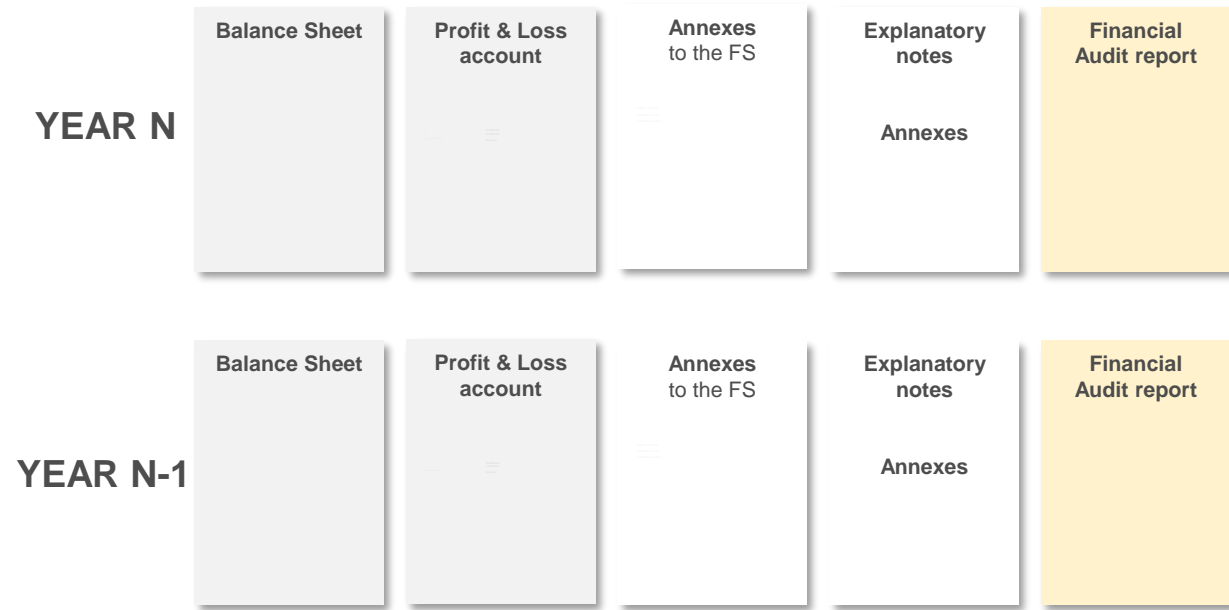 YEAR N
Balance Sheet
Profit & Loss
account
Annexes
to the FS
Explanatory
notes
Annexes
Financial
Audit report
YEAR N-1
Balance Sheet
Profit & Loss
account
Annexes
to the FS
Explanatory
notes
Annexes
Financial
Audit report